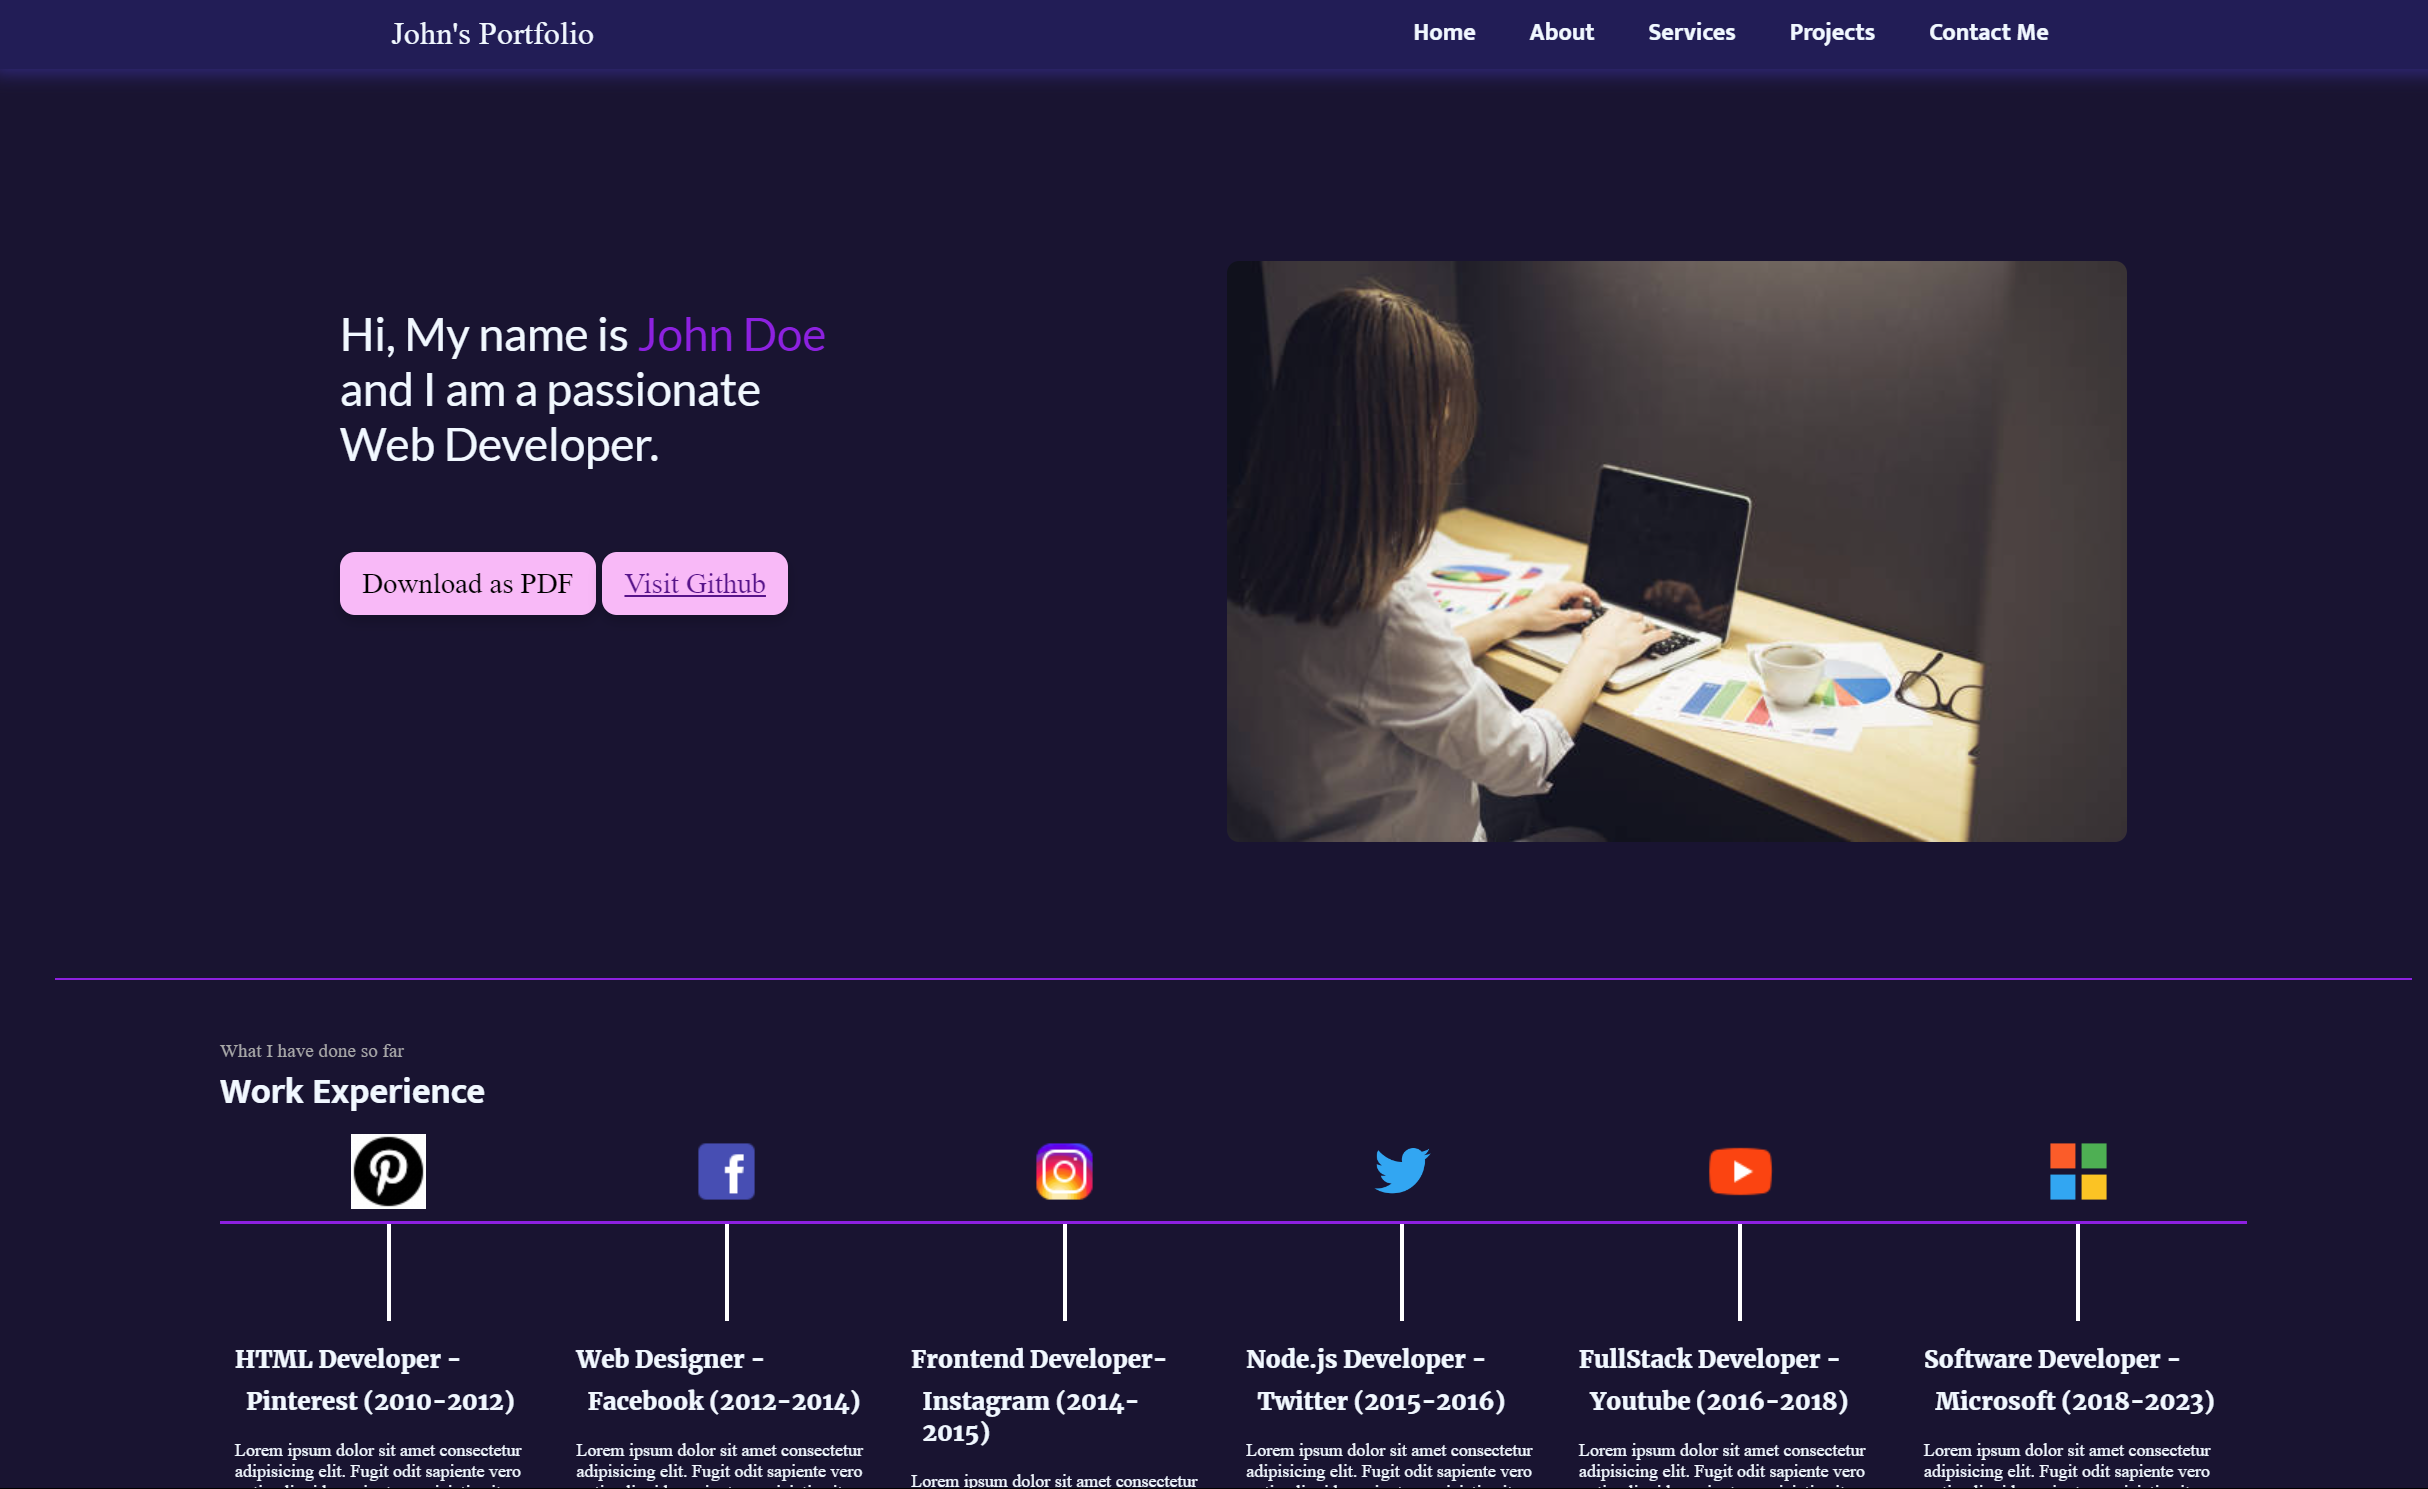 John's Portfolio
Home About Services Projects Contact Me
Hi, My name is John Doe
and I am a passionate
Web Developer.
Download as PDF Visit Github
What I have done so far
Work Experience
HTML Developer -
Pinterest (2010-2012)
Lorem ipsum dolor sit amet consectetur
adipisicing elit. Fugit odit sapiente vero
Web Designer -
Facebook (2012-2014)
Lorem ipsum dolor sit amet consectetur
adipisicing elit. Fugit odit sapiente vero
Frontend Developer-
Instagram (2014-
2015)
Lorem ipsum dolor sit amet consectetur
Node.js Developer -
Twitter (2015-2016)
Lorem ipsum dolor sit amet consectetur
adipisicing elit. Fugit odit sapiente vero
FullStack Developer -
Youtube (2016-2018)
Lorem ipsum dolor sit amet consectetur
adipisicing elit. Fugit odit sapiente vero
Software Developer -
Microsoft (2018-2023)
Lorem ipsum dolor sit amet consectetur
adipisicing elit. Fugit odit sapiente vero